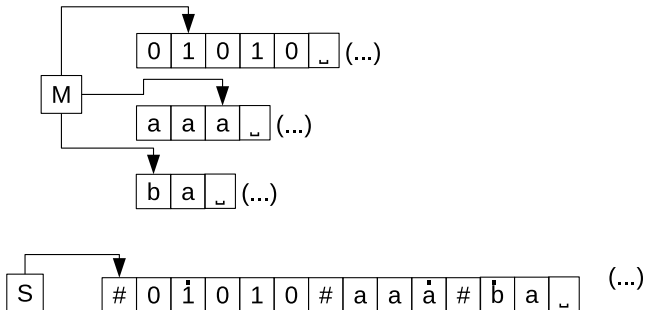 0 1 0 1 0 ˽ (...)
M
a a a ˽ (...)
b a ˽ (...)
(...)
S # 0 1̇ 0 1 0 # a a ȧ # ḃ a ˽